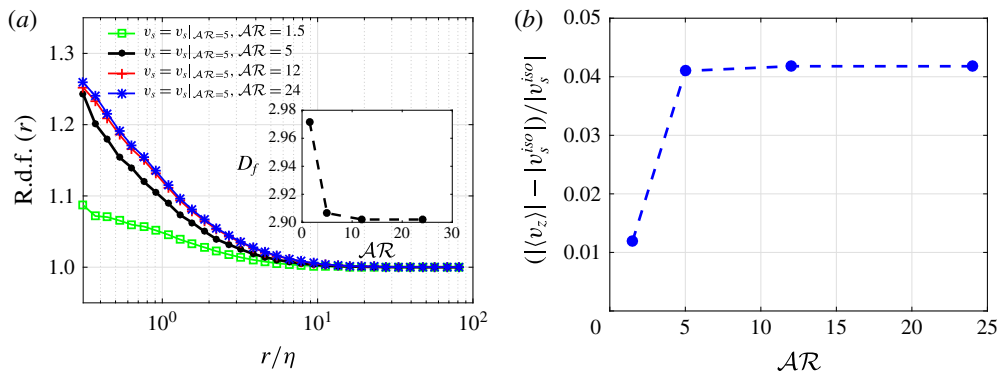 (a)
v_s = v_s|_{AR=5}, AR = 1.5
v_s = v_s|_{AR=5}, AR = 5
v_s = v_s|_{AR=5}, AR = 12
v_s = v_s|_{AR=5}, AR = 24
R.d.f. (r)
1.3
1.2
1.1
1.0
10^0
10^1
10^2
r/η
D_f
2.98
2.96
2.94
2.92
2.90
0
10
20
30
AR
(b)
(|⟨v_z⟩| − |v_s^{iso}|)/|v_s^{iso}|
0.05
0.04
0.03
0.02
0.01
0
5
10
15
20
25
AR